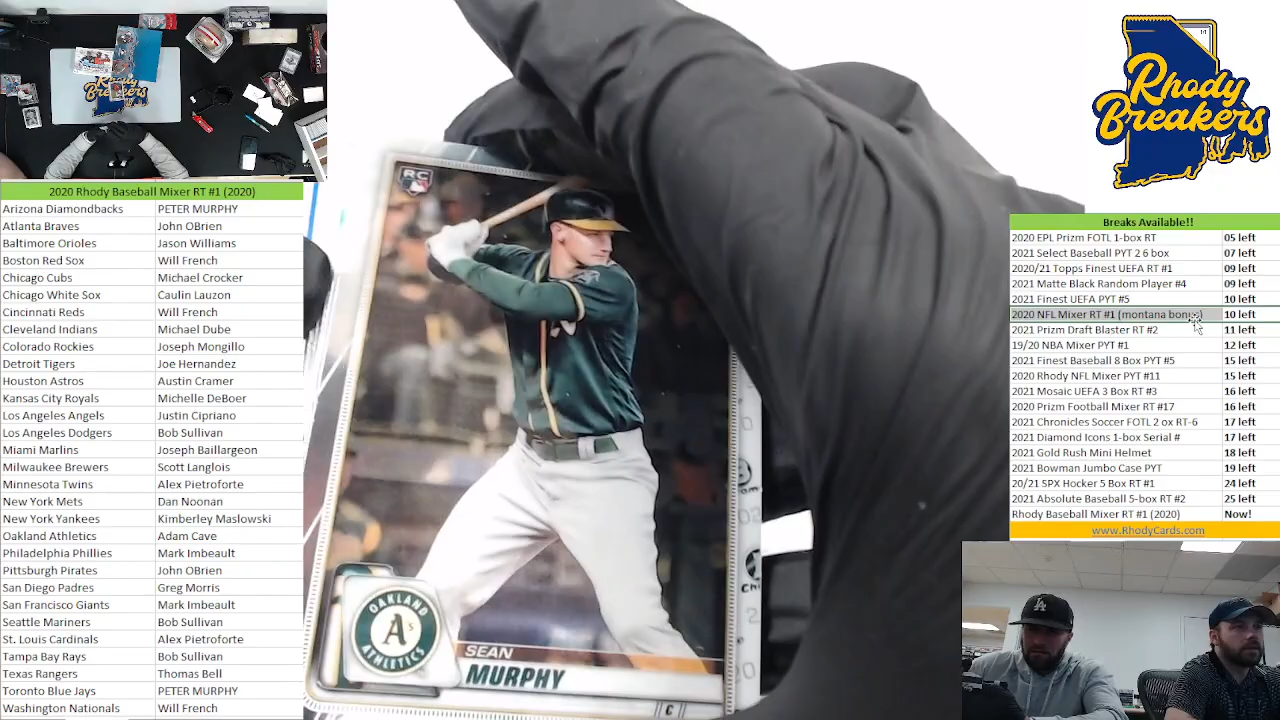 2020 Rhody Baseball Mixer RT #1 (2020)
Arizona Diamondbacks PETER MURPHY
Atlanta Braves John OBrien
Baltimore Orioles Jason Williams
Boston Red Sox Will French
Chicago Cubs Michael Crocker
Chicago White Sox Caulin Lauzon
Cincinnati Reds Will French
Cleveland Indians Michael Dube
Colorado Rockies Joseph Mongillo
Detroit Tigers Joe Hernandez
Houston Astros Austin Cramer
Kansas City Royals Michelle DeBoer
Los Angeles Angels Justin Cipriano
Los Angeles Dodgers Bob Sullivan
Miami Marlins Joseph Baillargeon
Milwaukee Brewers Scott Langlois
Minnesota Twins Alex Pietroforte
New York Mets Dan Noonan
New York Yankees Kimberley Maslowski
Oakland Athletics Adam Cave
Philadelphia Phillies Mark Imbeault
Pittsburgh Pirates John OBrien
San Diego Padres Greg Morris
San Francisco Giants Mark Imbeault
Seattle Mariners Bob Sullivan
St. Louis Cardinals Alex Pietroforte
Tampa Bay Rays Bob Sullivan
Texas Rangers Thomas Bell
Toronto Blue Jays PETER MURPHY
Washington Nationals Will French
RC
OAKLAND
A's
ATHLETICS
SEAN
MURPHY
C
Rhody
Breakers
Breaks Available!!
2020 EPL Prizm FOTL 1-box RT 05 left
2021 Select Baseball PYT 2 6 box 07 left
2020/21 Topps Finest UEFA RT #1 09 left
2021 Matte Black Random Player #4 09 left
2021 Finest UEFA PYT #5 10 left
2020 NFL Mixer RT #1 (montana bonus) 10 left
2021 Prizm Draft Blaster RT #2 11 left
19/20 NBA Mixer PYT #1 12 left
2021 Finest Baseball 8 Box PYT #5 15 left
2020 Rhody NFL Mixer PYT #11 15 left
2021 Mosaic UEFA 3 Box RT #3 16 left
2020 Prizm Football Mixer RT #17 16 left
2021 Chronicles Soccer FOTL 2 ox RT-6 17 left
2021 Diamond Icons 1-box Serial # 17 left
2021 Gold Rush Mini Helmet 18 left
2021 Bowman Jumbo Case PYT 19 left
20/21 SPX Hocker 5 Box RT #1 24 left
2021 Absolute Baseball 5-box RT #2 25 left
Rhody Baseball Mixer RT #1 (2020) Now!
www.RhodyCards.com
LA